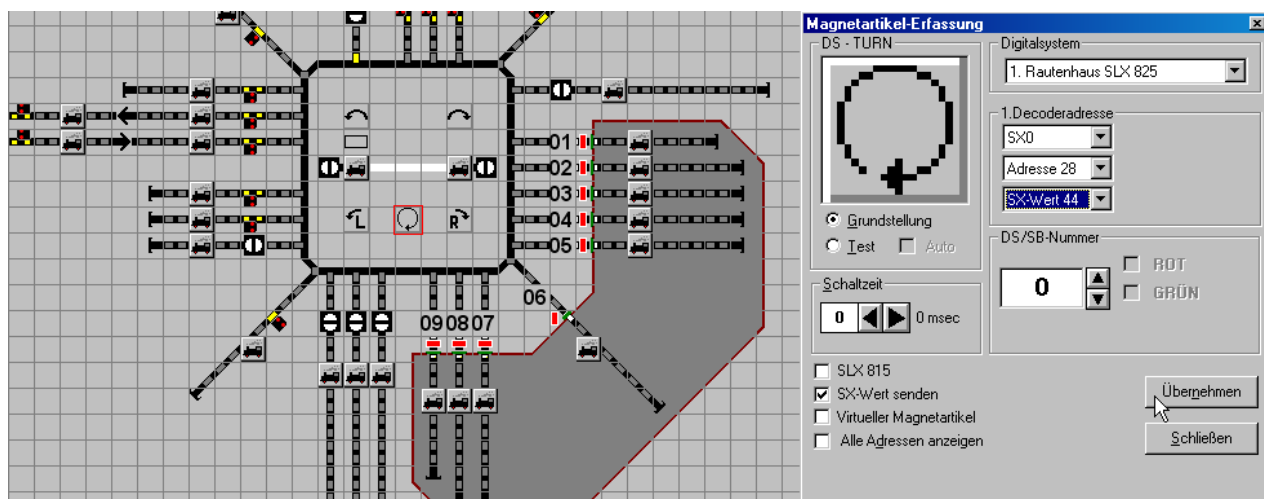 01
02
03
04
05
06
09 08 07
L
R
Magnetartikel-Erfassung
DS - TURN
Grundstellung
Test
Auto
Schaltzeit
0
0 msec
SLX 815
SX-Wert senden
Virtueller Magnetartikel
Alle Adressen anzeigen
Digitalsystem
1. Rautenhaus SLX 825
1.Decoderadresse
SX0
Adresse 28
SX-Wert 44
DS/SB-Nummer
0
ROT
GRÜN
Übernehmen
Schließen